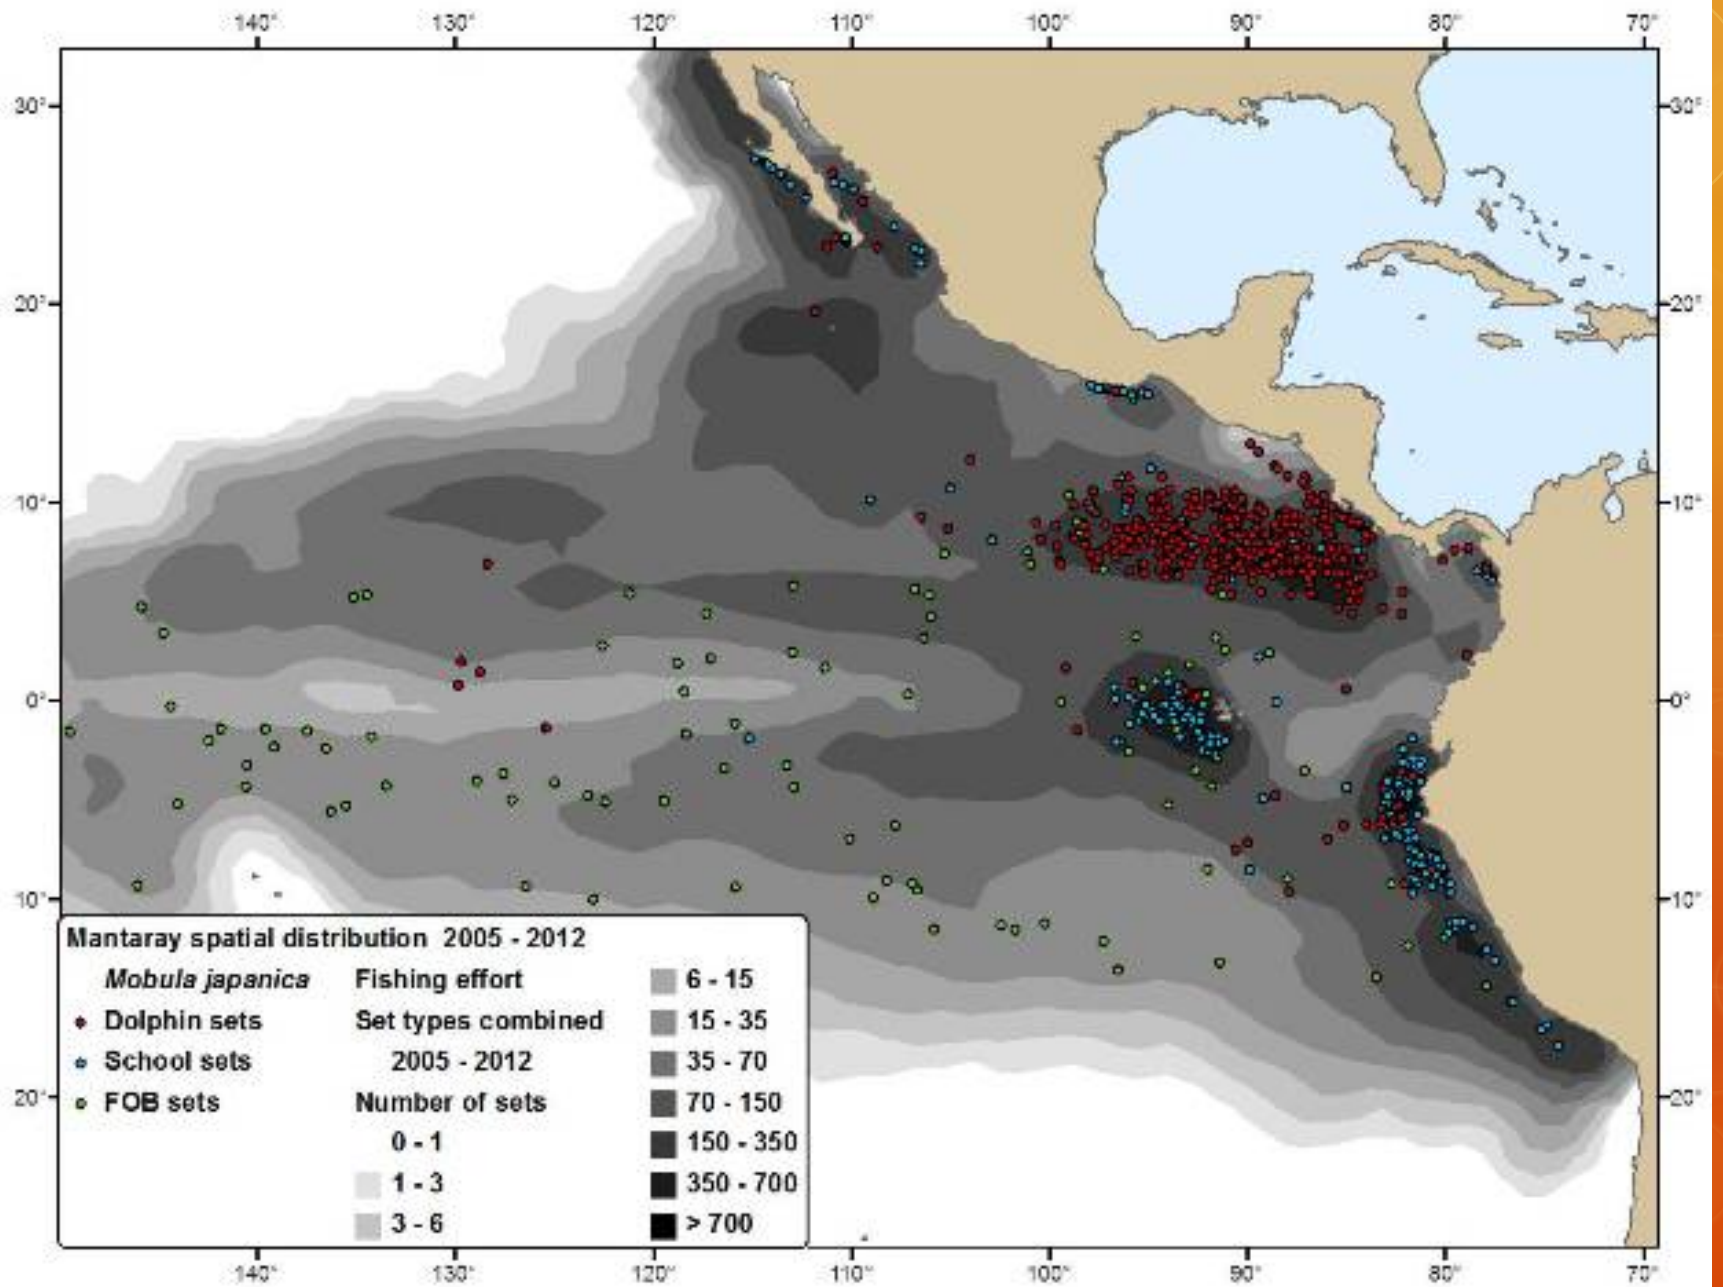 140° 130° 120° 110° 100° 90° 80° 70°
30° 30°
20° 20°
10° 10°
0° 0°
10° 10°
20° 20°
Mantaray spatial distribution 2005 - 2012
Mobula japanica
Dolphin sets
School sets
FOB sets
Fishing effort
Set types combined
2005 - 2012
Number of sets
0 - 1
1 - 3
3 - 6
6 - 15
15 - 35
35 - 70
70 - 150
150 - 350
350 - 700
> 700
140° 130° 120° 110° 100° 90° 80° 70°